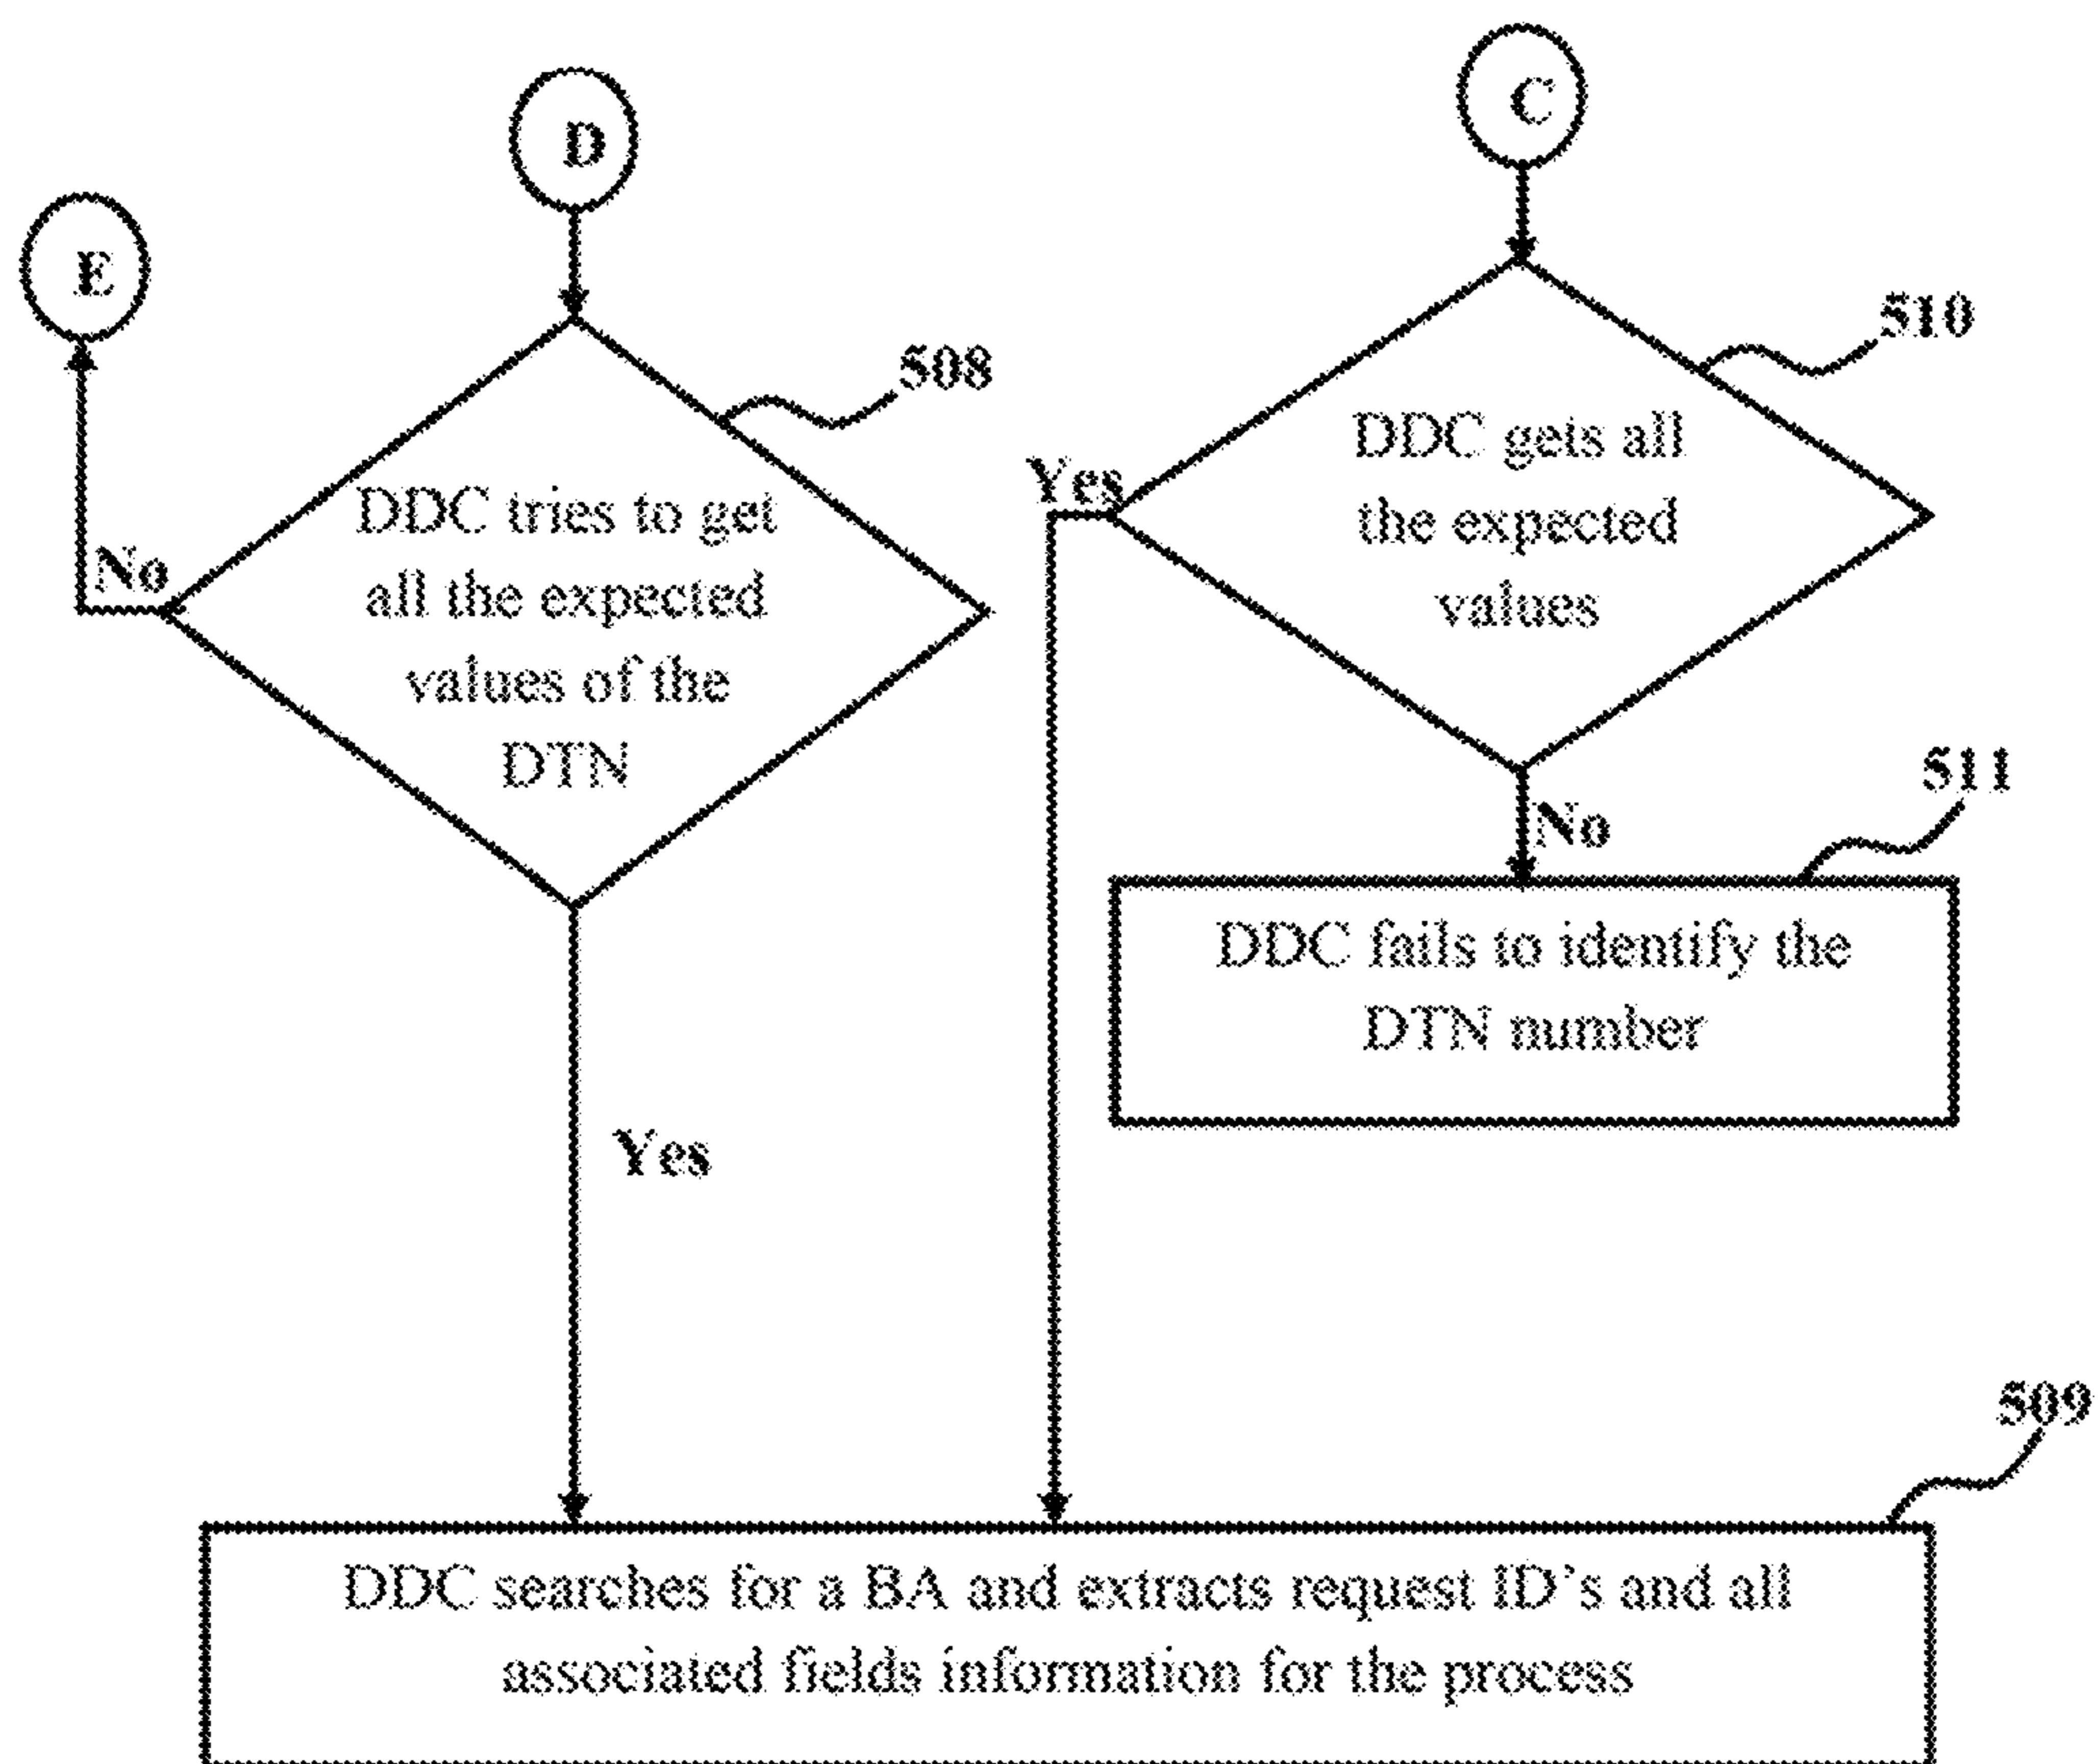 C
D
E
510
508
DDC gets all
the expected
values
Yes
DDC tries to get
all the expected
values of the
DTN
No
511
No
DDC fails to identify the
DTN number
Yes
509
DDC searches for a BA and extracts request ID's and all
associated fields information for the process